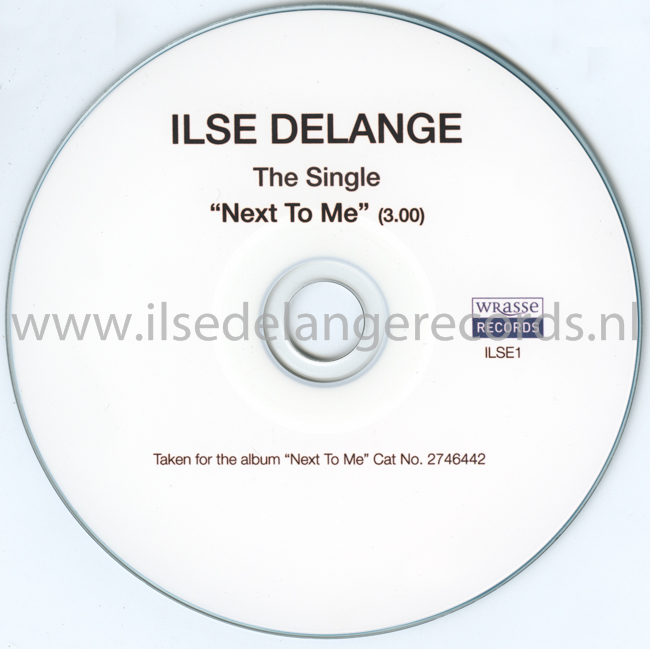 ILSE DELANGE
The Single
“Next To Me” (3.00)
www.ilsedelangerecords.nl
wrasse
RECORDS
ILSE1
Taken for the album “Next To Me” Cat No. 2746442